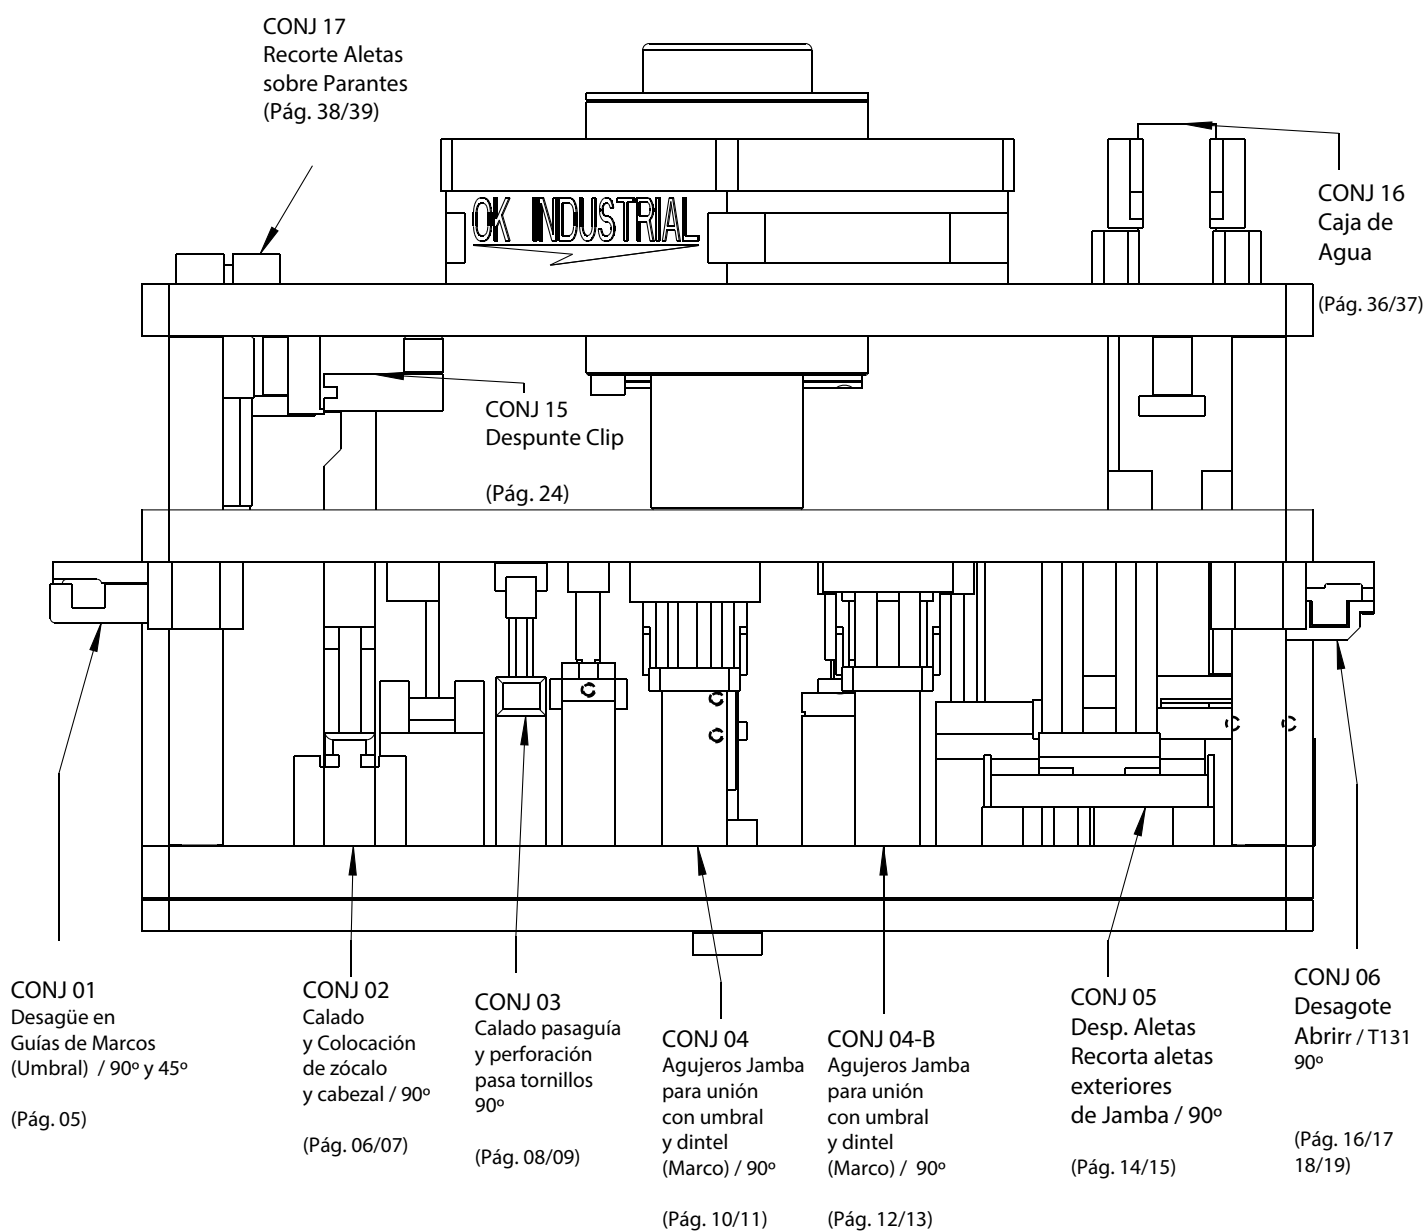 CONJ 17
Recorte Aletas
sobre Parantes
(Pág. 38/39)
OK INDUSTRIAL
CONJ 16
Caja de
Agua
(Pág. 36/37)
CONJ 15
Despunte Clip
(Pág. 24)
CONJ 01
Desagüe en
Guías de Marcos
(Umbral) / 90º y 45º
(Pág. 05)
CONJ 02
Calado
y Colocación
de zócalo
y cabezal / 90º
(Pág. 06/07)
CONJ 03
Calado pasaguía
y perforación
pasa tornillos
90º
(Pág. 08/09)
CONJ 04
Agujeros Jamba
para unión
con umbral
y dintel
(Marco) / 90º
(Pág. 10/11)
CONJ 04-B
Agujeros Jamba
para unión
con umbral
y dintel
(Marco) / 90º
(Pág. 12/13)
CONJ 05
Desp. Aletas
Recorta aletas
exteriores
de Jamba / 90º
(Pág. 14/15)
CONJ 06
Desagote
Abrirr / T131
90º
(Pág. 16/17
18/19)